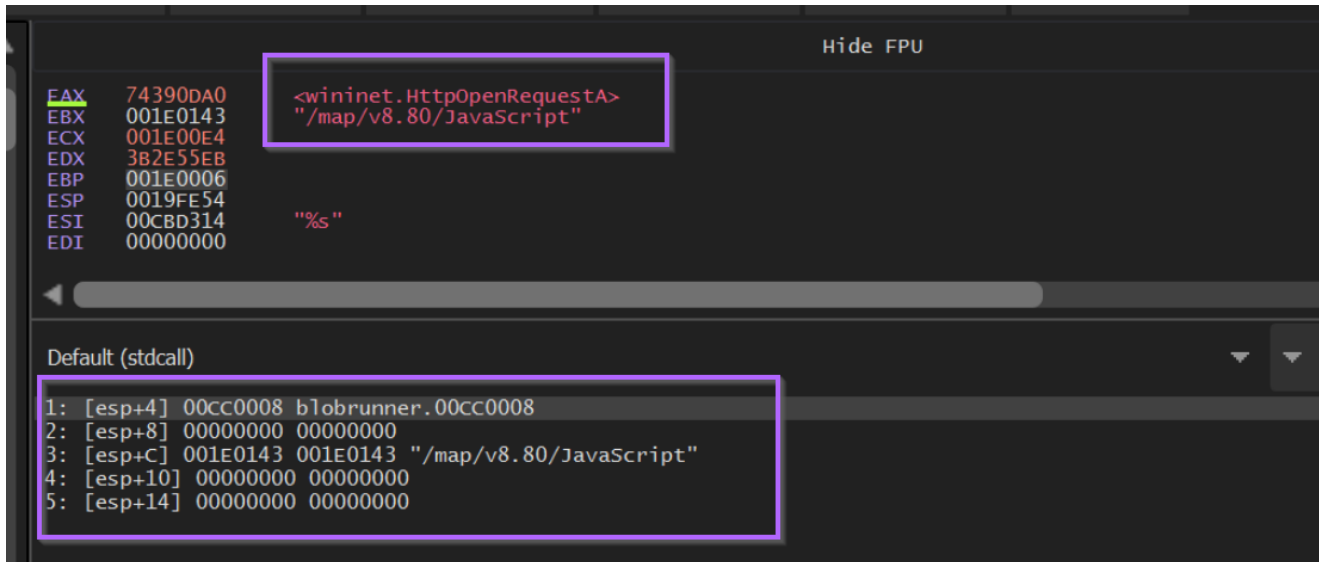 Hide FPU
EAX 74390DA0 <wininet.HttpOpenRequestA>
EBX 001E0143 "/map/v8.80/JavaScript"
ECX 001E00E4
EDX 3B2E55EB
EBP 001E0006
ESP 0019FE54
ESI 00CBD314 "%s"
EDI 00000000
Default (stdcall)
1: [esp+4] 00CC0008 blobrunner.00CC0008
2: [esp+8] 00000000 00000000
3: [esp+C] 001E0143 001E0143 "/map/v8.80/JavaScript"
4: [esp+10] 00000000 00000000
5: [esp+14] 00000000 00000000